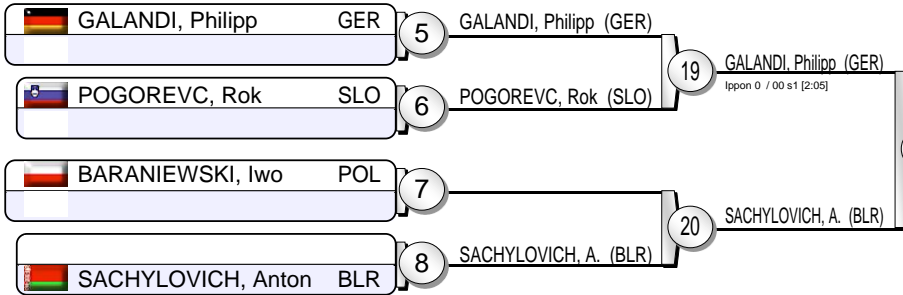 GALANDI, Philipp GER
5
GALANDI, Philipp (GER)
19
GALANDI, Philipp (GER)
Ippon 0 / 00 s1 [2:05]
POGOREVC, Rok SLO
6
POGOREVC, Rok (SLO)
BARANIEWSKI, Iwo POL
7
20
SACHYLOVICH, A. (BLR)
SACHYLOVICH, Anton BLR
8
SACHYLOVICH, A. (BLR)